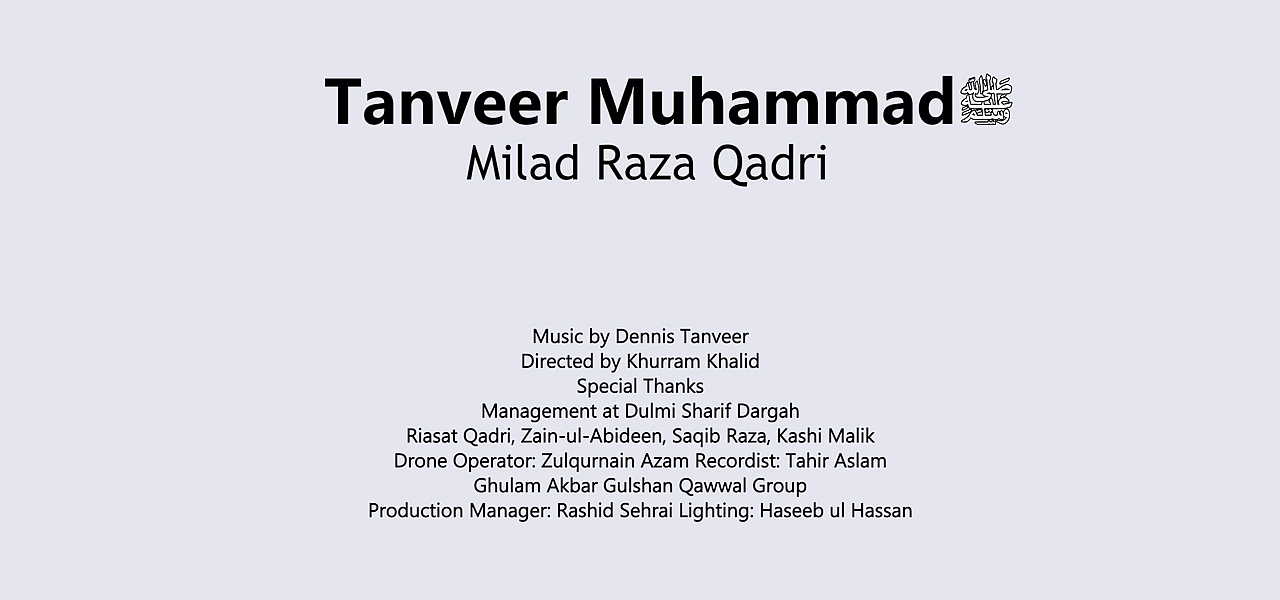 Tanveer Muhammadﷺ
Milad Raza Qadri
Music by Dennis Tanveer
Directed by Khurram Khalid
Special Thanks
Management at Dulmi Sharif Dargah
Riasat Qadri, Zain-ul-Abideen, Saqib Raza, Kashi Malik
Drone Operator: Zulqurnain Azam Recordist: Tahir Aslam
Ghulam Akbar Gulshan Qawwal Group
Production Manager: Rashid Sehrai Lighting: Haseeb ul Hassan